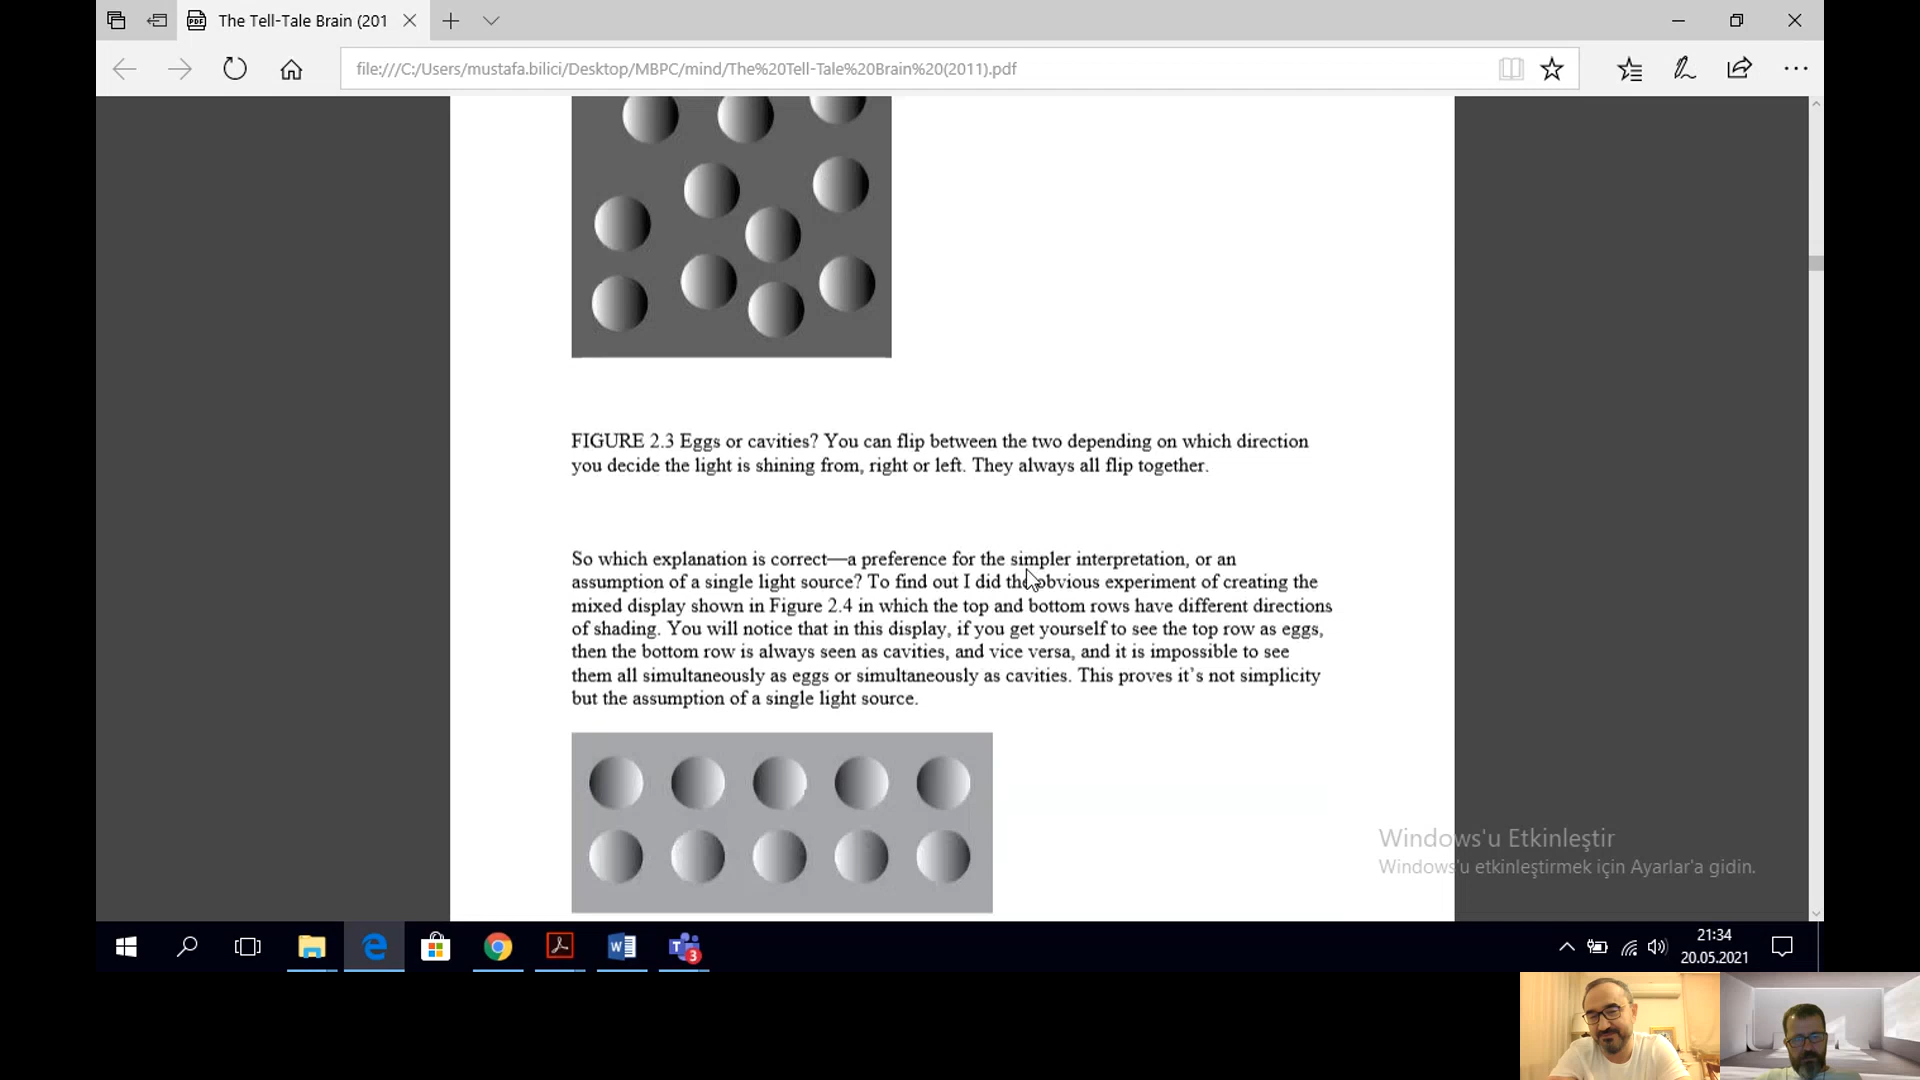 The Tell-Tale Brain (201
file:///C:/Users/mustafa.bilici/Desktop/MBPC/mind/The%20Tell-Tale%20Brain%20(2011).pdf
FIGURE 2.3 Eggs or cavities? You can flip between the two depending on which direction
you decide the light is shining from, right or left. They always all flip together.
So which explanation is correct—a preference for the simpler interpretation, or an
assumption of a single light source? To find out I did the obvious experiment of creating the
mixed display shown in Figure 2.4 in which the top and bottom rows have different directions
of shading. You will notice that in this display, if you get yourself to see the top row as eggs,
then the bottom row is always seen as cavities, and vice versa, and it is impossible to see
them all simultaneously as eggs or simultaneously as cavities. This proves it's not simplicity
but the assumption of a single light source.
Windows'u Etkinleştir
Windows'u etkinleştirmek için Ayarlar'a gidin.
3
21:34
20.05.2021